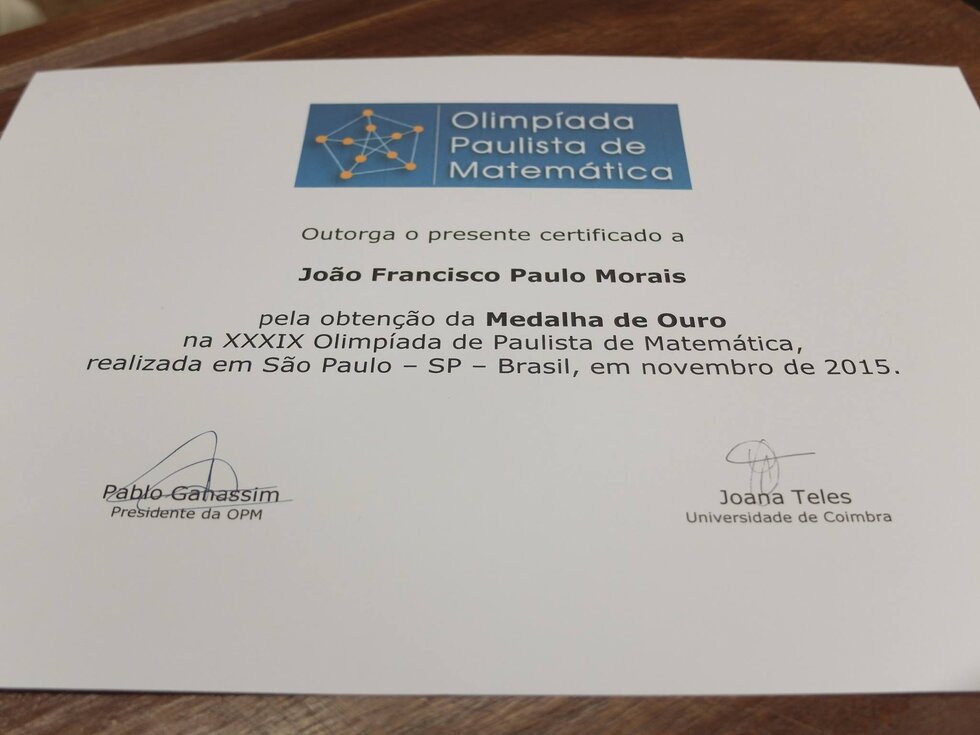 Olimpíada
Paulista de
Matemática
Outorga o presente certificado a
João Francisco Paulo Morais
pela obtenção da Medalha de Ouro
na XXXIX Olimpíada de Paulista de Matemática,
realizada em São Paulo – SP – Brasil, em novembro de 2015.
Pablo Ganassim
Presidente da OPM
Joana Teles
Universidade de Coimbra